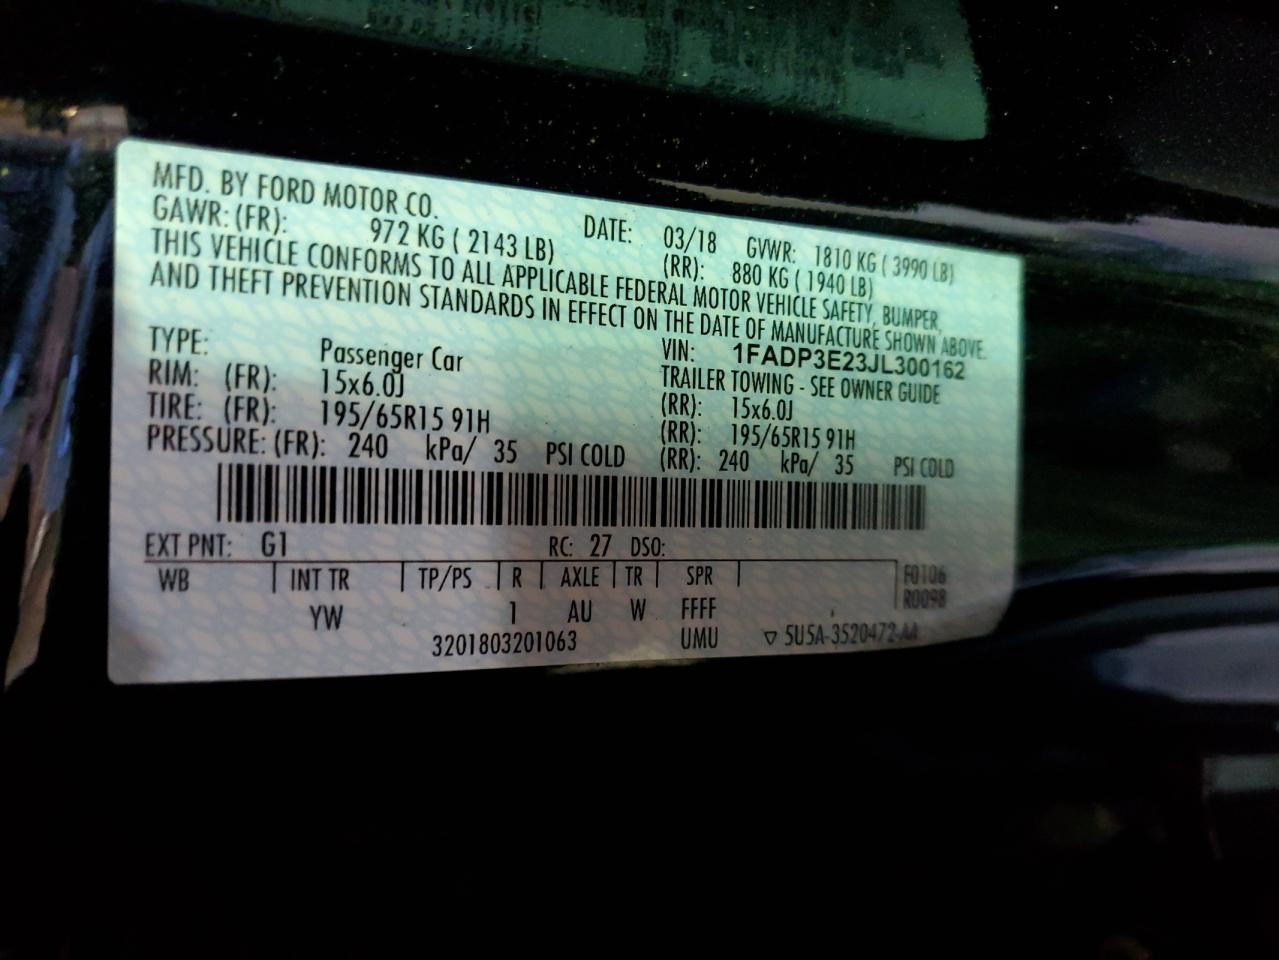 MFD. BY FORD MOTOR CO.
DATE: 03/18 GVWR: 1810 KG ( 3990 LB)
GAWR: (FR): 972 KG ( 2143 LB) (RR): 880 KG ( 1940 LB)
THIS VEHICLE CONFORMS TO ALL APPLICABLE FEDERAL MOTOR VEHICLE SAFETY, BUMPER,
AND THEFT PREVENTION STANDARDS IN EFFECT ON THE DATE OF MANUFACTURE SHOWN ABOVE.
VIN: 1FADP3E23JL300162
TYPE: Passenger Car TRAILER TOWING - SEE OWNER GUIDE
RIM: (FR): 15x6.0J (RR): 15x6.0J
TIRE: (FR): 195/65R15 91H (RR): 195/65R15 91H
PRESSURE: (FR): 240 kPa/ 35 PSI COLD (RR): 240 kPa/ 35 PSI COLD
EXT PNT: G1 RC: 27 DSO:
WB INT TR TP/PS R AXLE TR SPR F0106
YW 1 AU W FFFF R0098
3201803201063 UMU ▽ 5U5A-3520472-AA